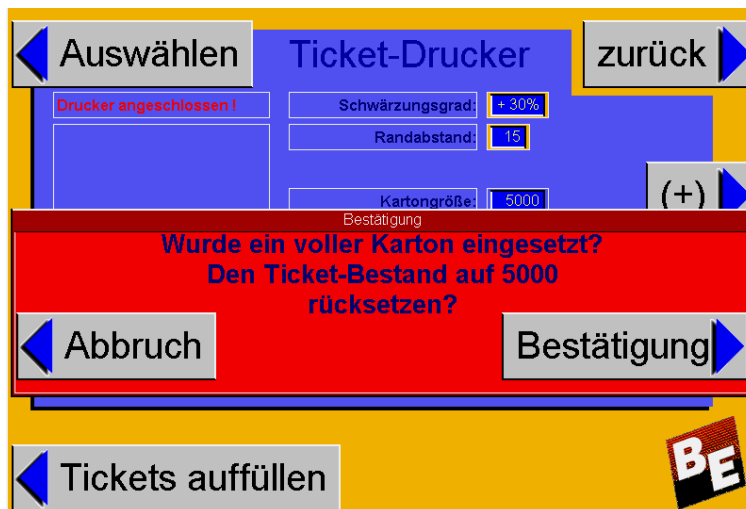 Auswählen
Ticket-Drucker
zurück
Drucker angeschlossen !
Schwärzungsgrad:
+ 30%
Randabstand:
15
(+)
Kartongröße:
5000
Bestätigung
Wurde ein voller Karton eingesetzt?
Den Ticket-Bestand auf 5000
rücksetzen?
Abbruch
Bestätigung
Tickets auffüllen
BE